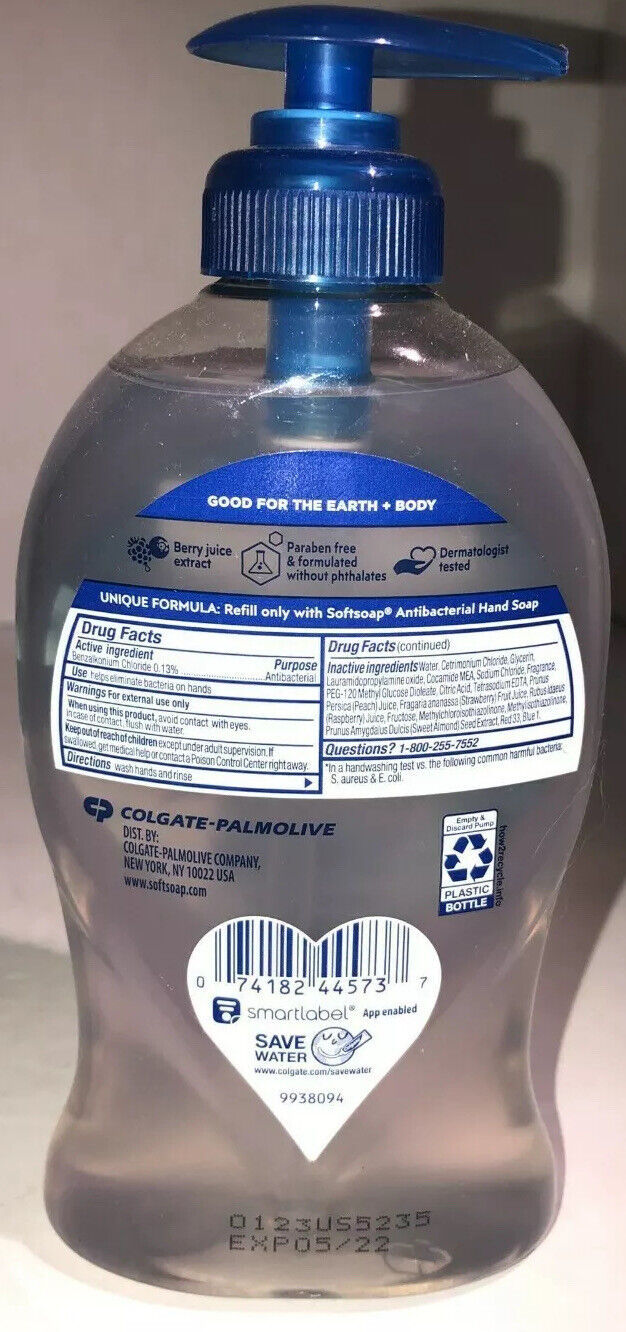 GOOD FOR THE EARTH + BODY
Berry juice
extract
Paraben free
& formulated
without phthalates
Dermatologist
tested
UNIQUE FORMULA: Refill only with Softsoap® Antibacterial Hand Soap
Drug Facts
Active ingredient Purpose
Benzalkonium Chloride 0.13% Antibacterial
Use helps eliminate bacteria on hands
Warnings For external use only
When using this product, avoid contact with eyes.
In case of contact, flush with water.
Keep out of reach of children except under adult supervision. If
swallowed, get medical help or contact a Poison Control Center right away.
Directions wash hands and rinse
Drug Facts (continued)
Inactive ingredients Water, Cetrimonium Chloride, Glycerin,
Lauramidopropylamine oxide, Cocamide MEA, Sodium Chloride, Fragrance,
PEG-120 Methyl Glucose Dioleate, Citric Acid, Tetrasodium EDTA, Prunus
Persica (Peach) Juice, Fragaria ananassa (Strawberry) Fruit Juice, Rubus Idaeus
(Raspberry) Juice, Fructose, Methylchloroisothiazolinone, Methylisothiazolinone,
Prunus Amygdalus Dulcis (Sweet Almond) Seed Extract, Red 33, Blue 1.
Questions? 1-800-255-7552
*In a handwashing test vs. the following common harmful bacteria:
S. aureus & E. coli.
COLGATE-PALMOLIVE
DIST. BY:
COLGATE-PALMOLIVE COMPANY,
NEW YORK, NY 10022 USA
www.softsoap.com
Empty &
Discard Pump
PLASTIC
BOTTLE
how2recycle.info
0 74182 44573 7
smartlabel® App enabled
SAVE
WATER
www.colgate.com/savewater
9938094
0123US5235
EXP05/22